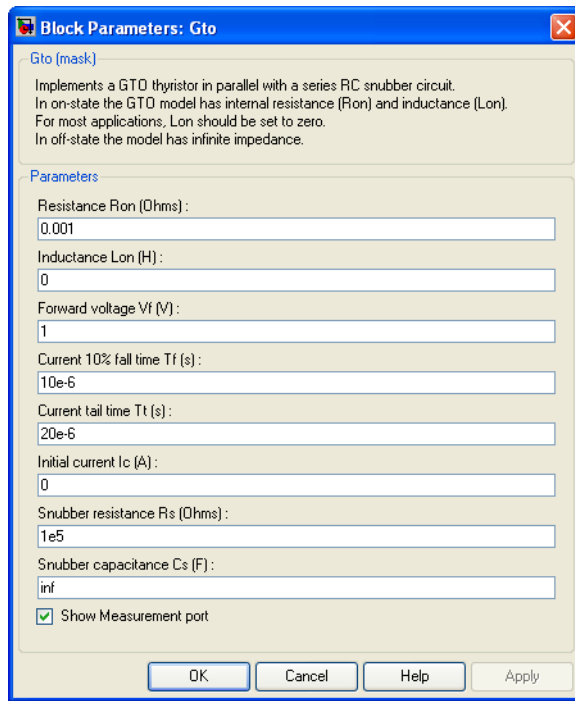 Block Parameters: Gto
Gto (mask)
Implements a GTO thyristor in parallel with a series RC snubber circuit.
In on-state the GTO model has internal resistance (Ron) and inductance (Lon).
For most applications, Lon should be set to zero.
In off-state the model has infinite impedance.
Parameters
Resistance Ron (Ohms) :
0.001
Inductance Lon (H) :
0
Forward voltage Vf (V) :
1
Current 10% fall time Tf (s) :
10e-6
Current tail time Tt (s) :
20e-6
Initial current Ic (A) :
0
Snubber resistance Rs (Ohms) :
1e5
Snubber capacitance Cs (F) :
inf
Show Measurement port
OK Cancel Help Apply